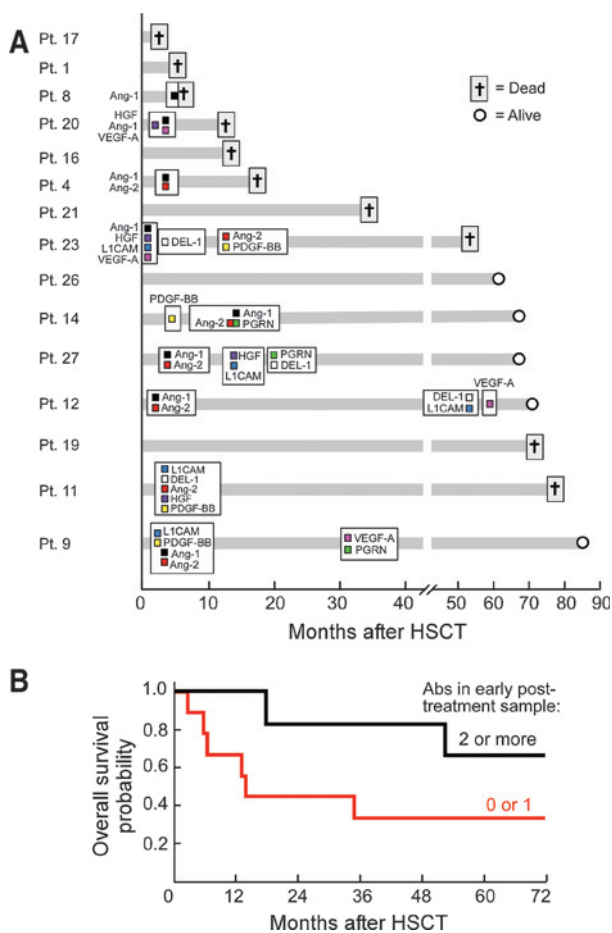 A
Pt. 17
Pt. 1
Pt. 8
Ang-1
Pt. 20
HGF
Ang-1
VEGF-A
Pt. 16
Pt. 4
Ang-1
Ang-2
Pt. 21
Pt. 23
Ang-1
HGF
L1CAM
VEGF-A
DEL-1
Ang-2
PDGF-BB
Pt. 26
Pt. 14
PDGF-BB
Ang-1
Ang-2 PGRN
Pt. 27
Ang-1
Ang-2
HGF
L1CAM
PGRN
DEL-1
Pt. 12
Ang-1
Ang-2
DEL-1
L1CAM
VEGF-A
Pt. 19
Pt. 11
L1CAM
DEL-1
Ang-2
HGF
PDGF-BB
Pt. 9
L1CAM
PDGF-BB
Ang-1
Ang-2
VEGF-A
PGRN
= Dead
= Alive
0 10 20 30 40 50 60 70 80 90
Months after HSCT
B
Overall survival
probability
1.0
0.8
0.6
0.4
0.2
Abs in early post-
treatment sample:
2 or more
0 or 1
0 12 24 36 48 60 72
Months after HSCT